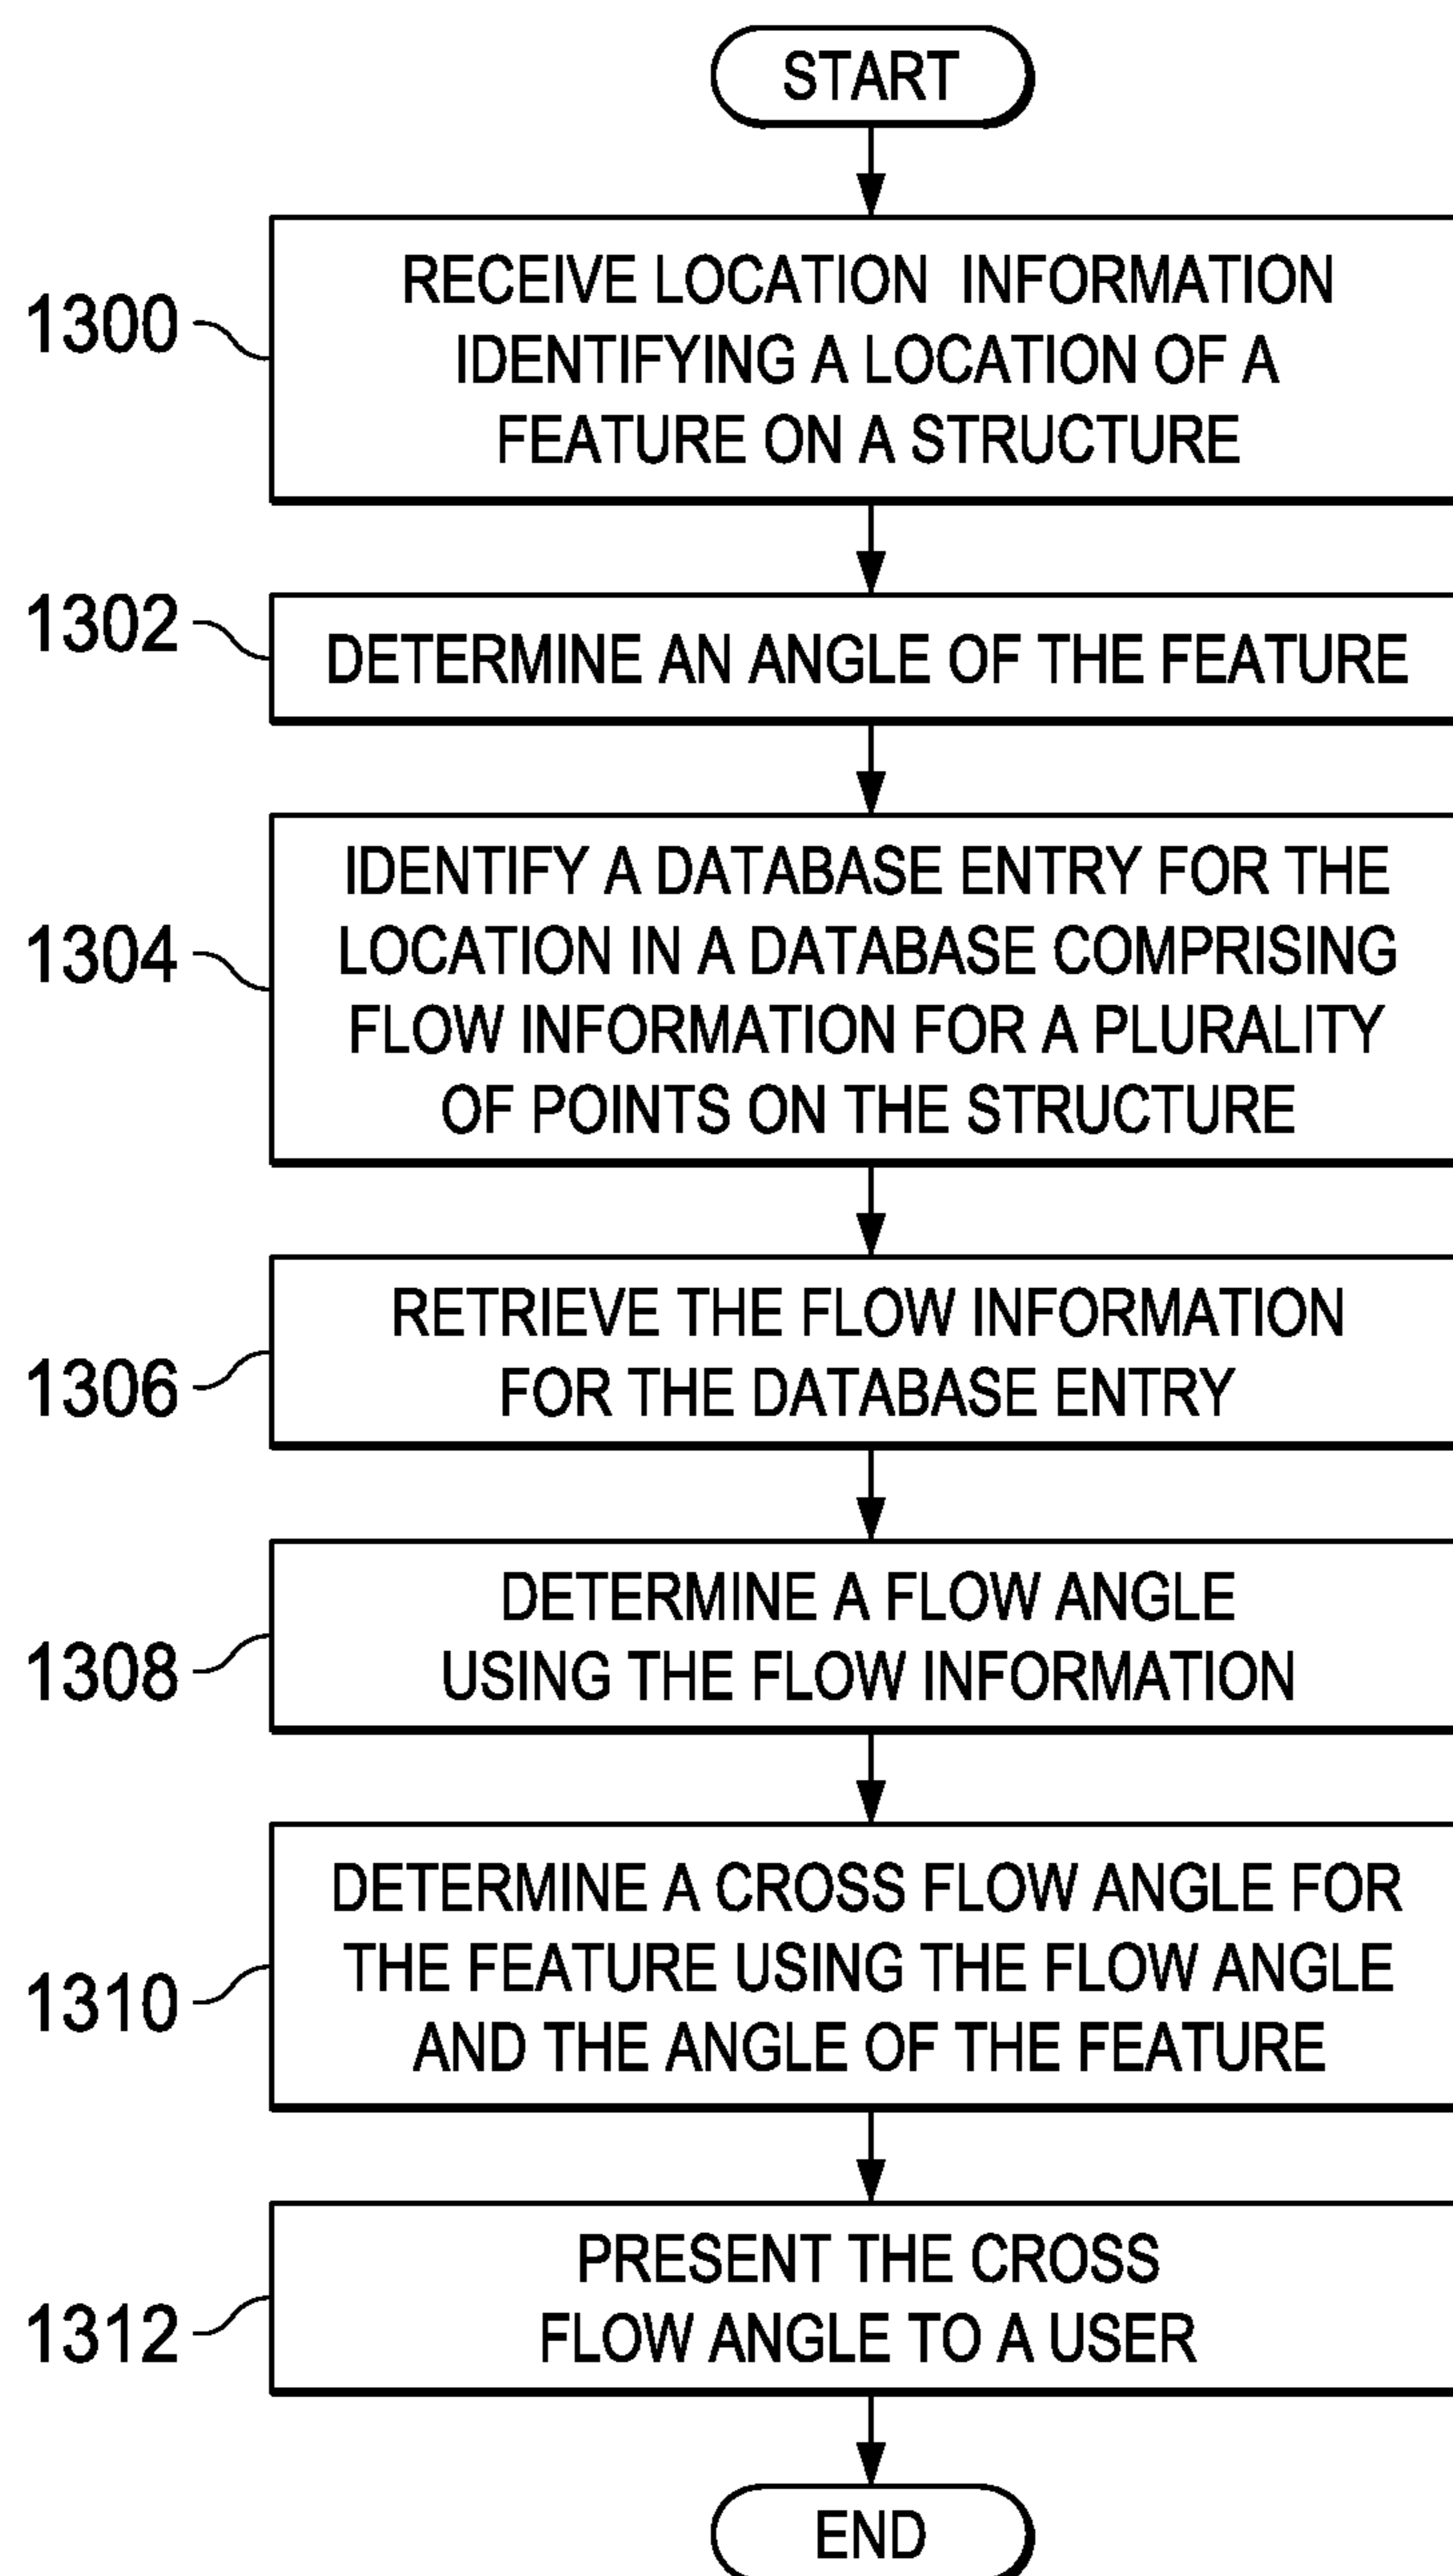 START
1300
RECEIVE LOCATION INFORMATION
IDENTIFYING A LOCATION OF A
FEATURE ON A STRUCTURE
1302
DETERMINE AN ANGLE OF THE FEATURE
1304
IDENTIFY A DATABASE ENTRY FOR THE
LOCATION IN A DATABASE COMPRISING
FLOW INFORMATION FOR A PLURALITY
OF POINTS ON THE STRUCTURE
1306
RETRIEVE THE FLOW INFORMATION
FOR THE DATABASE ENTRY
1308
DETERMINE A FLOW ANGLE
USING THE FLOW INFORMATION
1310
DETERMINE A CROSS FLOW ANGLE FOR
THE FEATURE USING THE FLOW ANGLE
AND THE ANGLE OF THE FEATURE
1312
PRESENT THE CROSS
FLOW ANGLE TO A USER
END